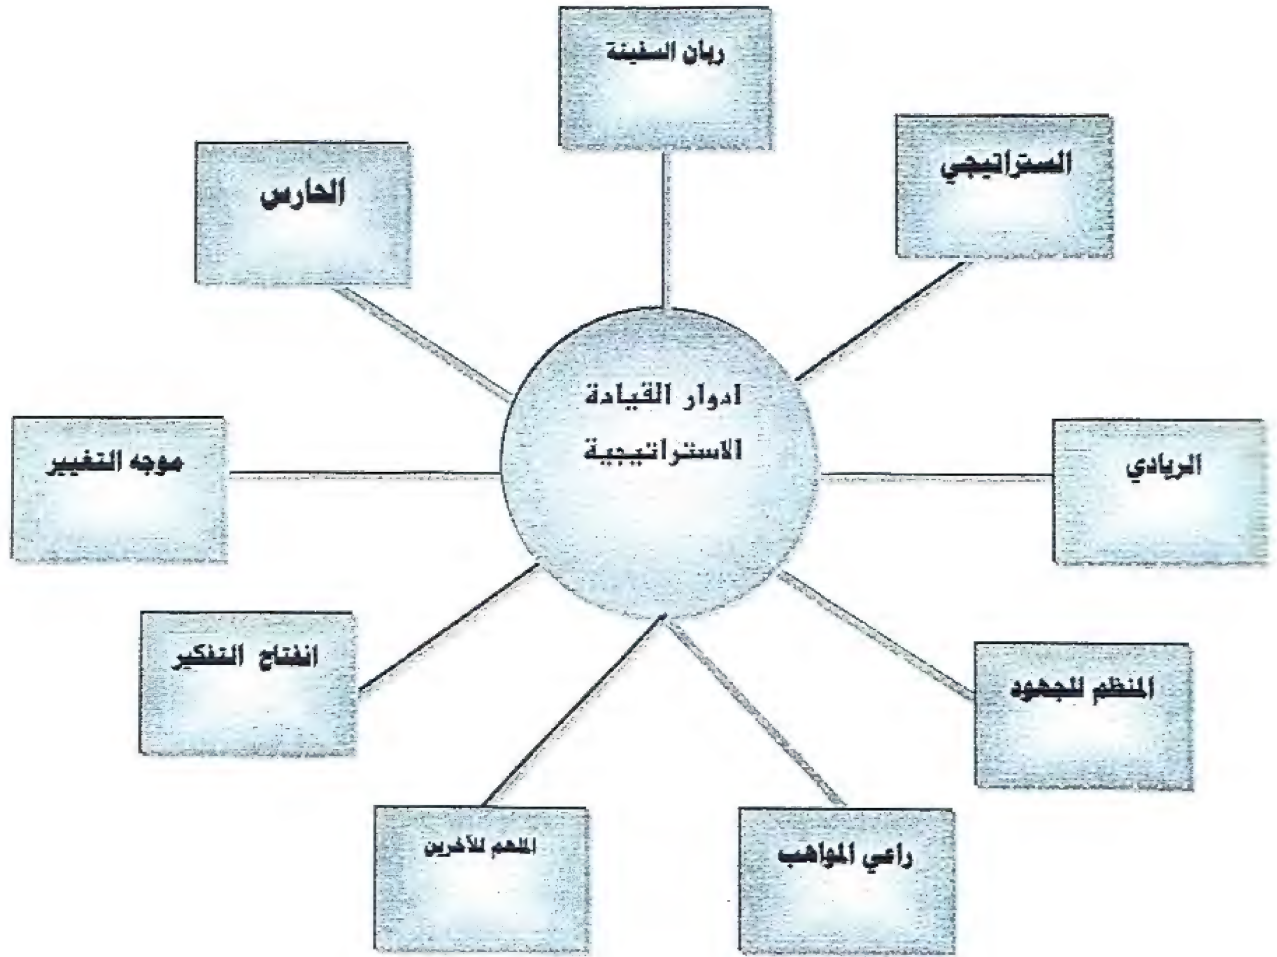 ربان السفينة
الستراتيجي
الحارس
ادوار القيادة
الاستراتيجية
موجه التغيير
الريادي
انفتاح التفكير
المنظم للجهود
الملهم للآخرين
راعي المواهب